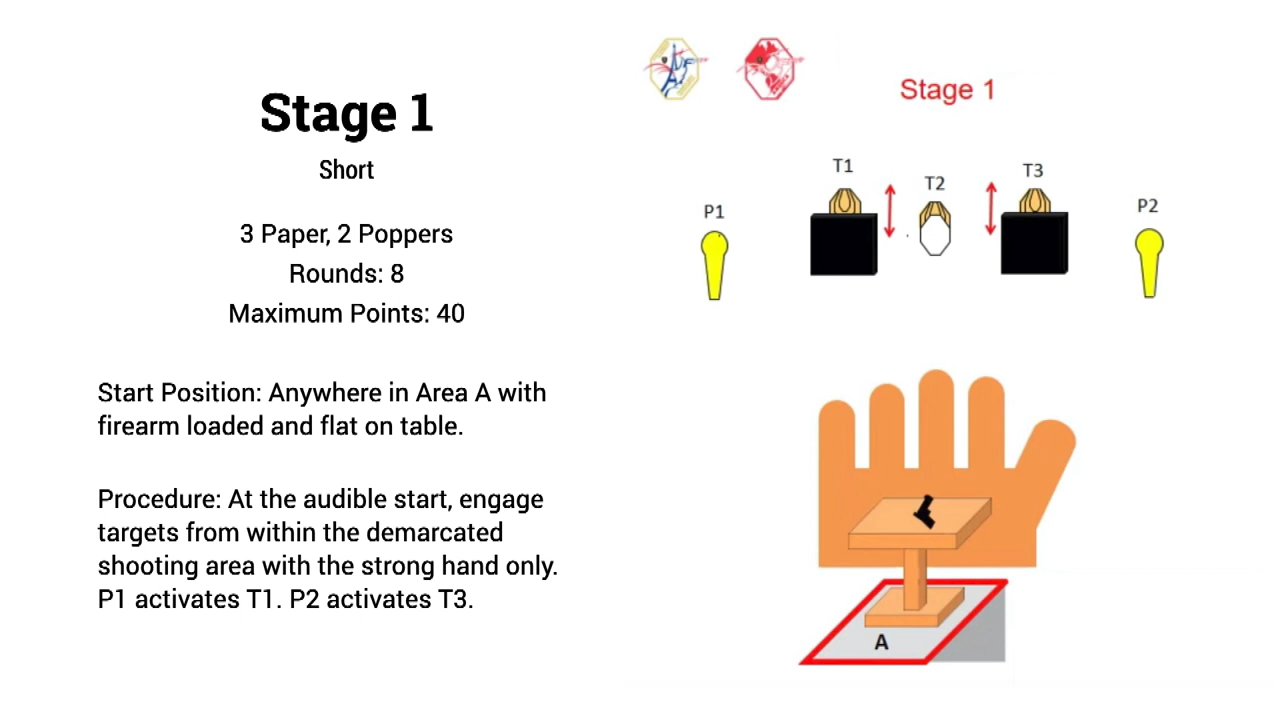 Stage 1
Short
3 Paper, 2 Poppers
Rounds: 8
Maximum Points: 40
Start Position: Anywhere in Area A with
firearm loaded and flat on table.
Procedure: At the audible start, engage
targets from within the demarcated
shooting area with the strong hand only.
P1 activates T1. P2 activates T3.
Stage 1
T1
T2
T3
P1
P2
A